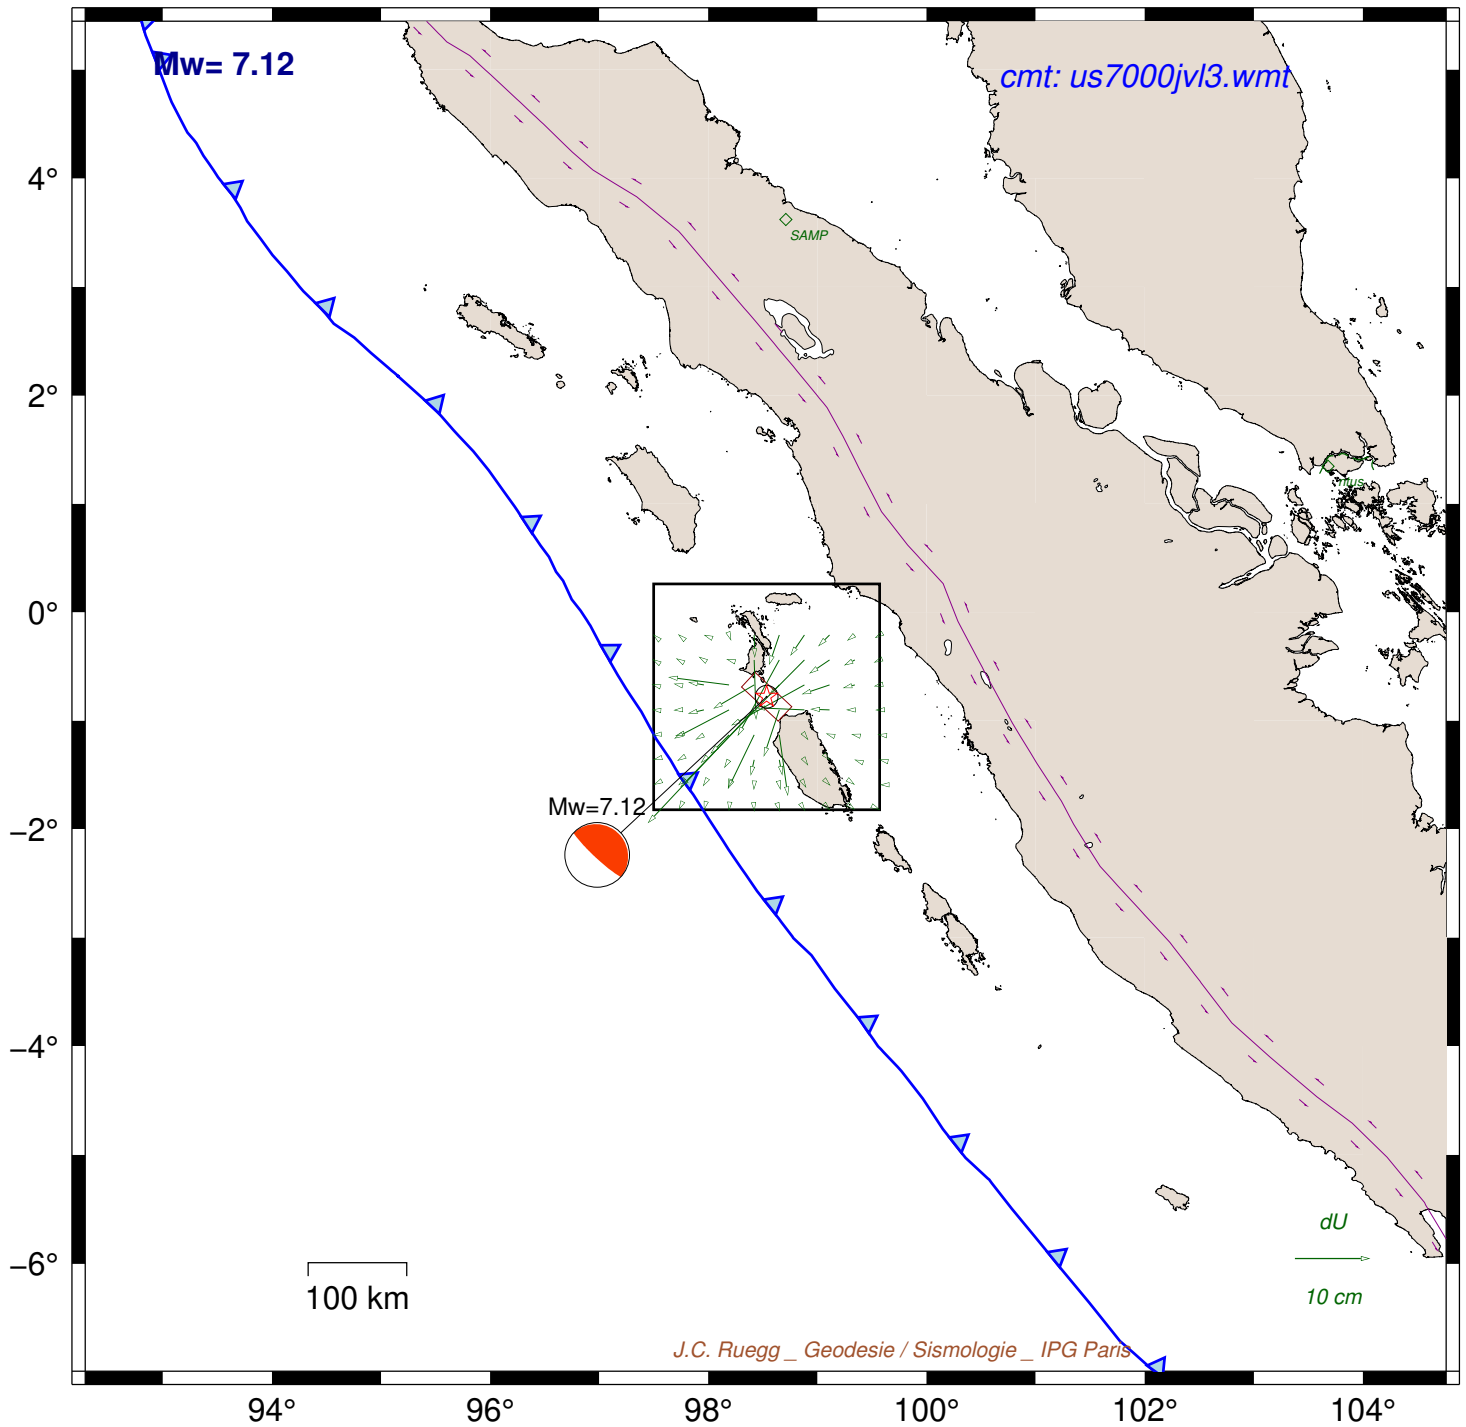 Mw= 7.12
cmt: us7000jvl3.wmt
4°
SAMP
2°
ntus
0°
Mw=7.12
−2°
−4°
dU
−6°
10 cm
100 km
J.C. Ruegg _ Geodesie / Sismologie _ IPG Paris
94°
96°
98°
100°
102°
104°